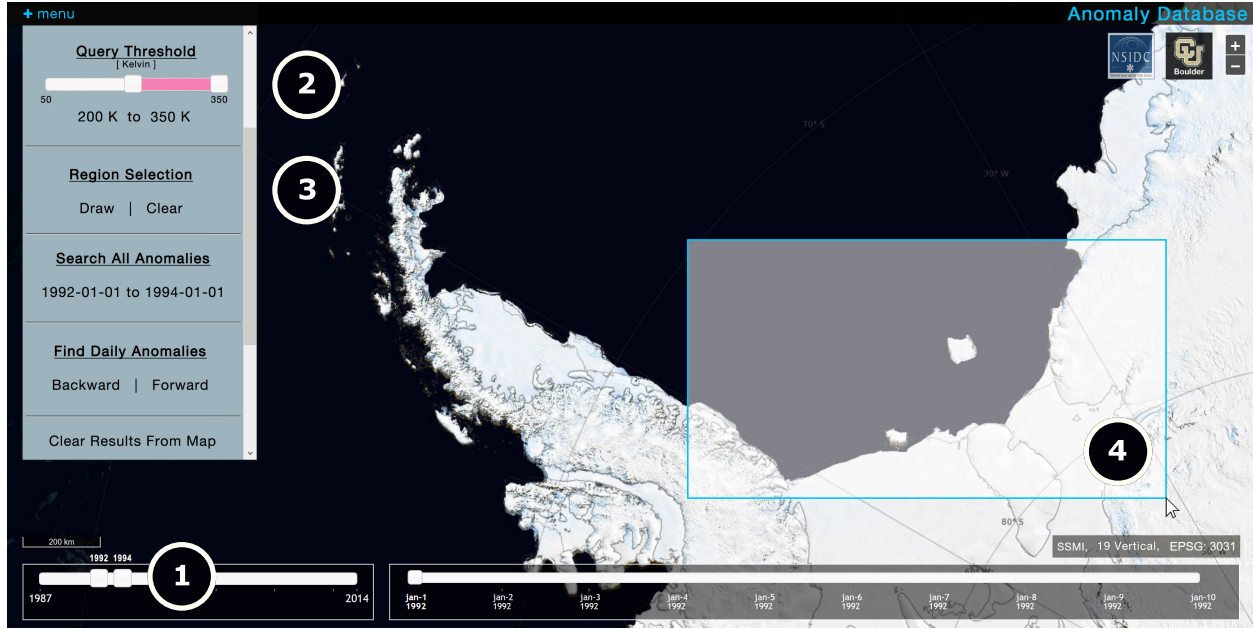 + menu
Anomaly Database
Query Threshold
[ Kelvin ]
50
350
200 K to 350 K
Region Selection
Draw | Clear
Search All Anomalies
1992-01-01 to 1994-01-01
Find Daily Anomalies
Backward | Forward
Clear Results From Map
2
3
NSIDC
CU
Boulder
+
−
70° S
30° W
4
80° S
200 km
SSMI, 19 Vertical, EPSG: 3031
1992 1994
1
1987
2014
jan-1
1992
jan-2
1992
jan-3
1992
jan-4
1992
jan-5
1992
jan-6
1992
jan-7
1992
jan-8
1992
jan-9
1992
jan-10
1992